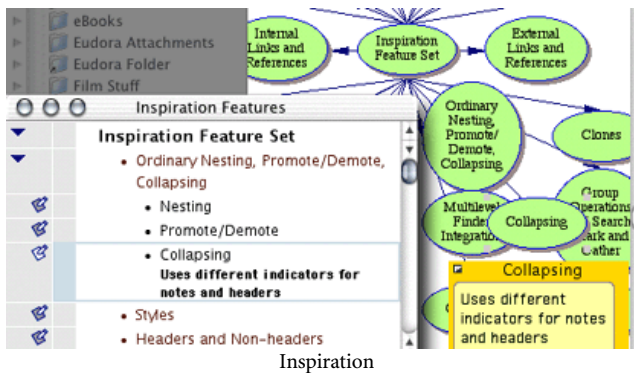 eBooks
Eudora Attachments
Eudora Folder
Film Stuff
Internal
Links and
References
Inspiration
Feature Set
External
Links and
References
Ordinary
Nesting,
Promote/
Demote,
Collapsing
Clones
Multilevel
Finder
Integration
Collapsing
Group
Operations
Search
Mark and
Gather
Inspiration Features
Inspiration Feature Set
• Ordinary Nesting, Promote/Demote,
Collapsing
• Nesting
• Promote/Demote
• Collapsing
Uses different indicators for
notes and headers
• Styles
• Headers and Non-headers
Collapsing
Uses different
indicators for notes
and headers
Inspiration